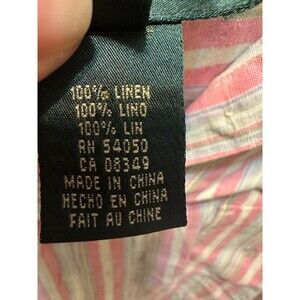 100% LINEN
100% LINO
100% LIN
RN 54050
CA 08349
MADE IN CHINA
HECHO EN CHINA
FAIT AU CHINE